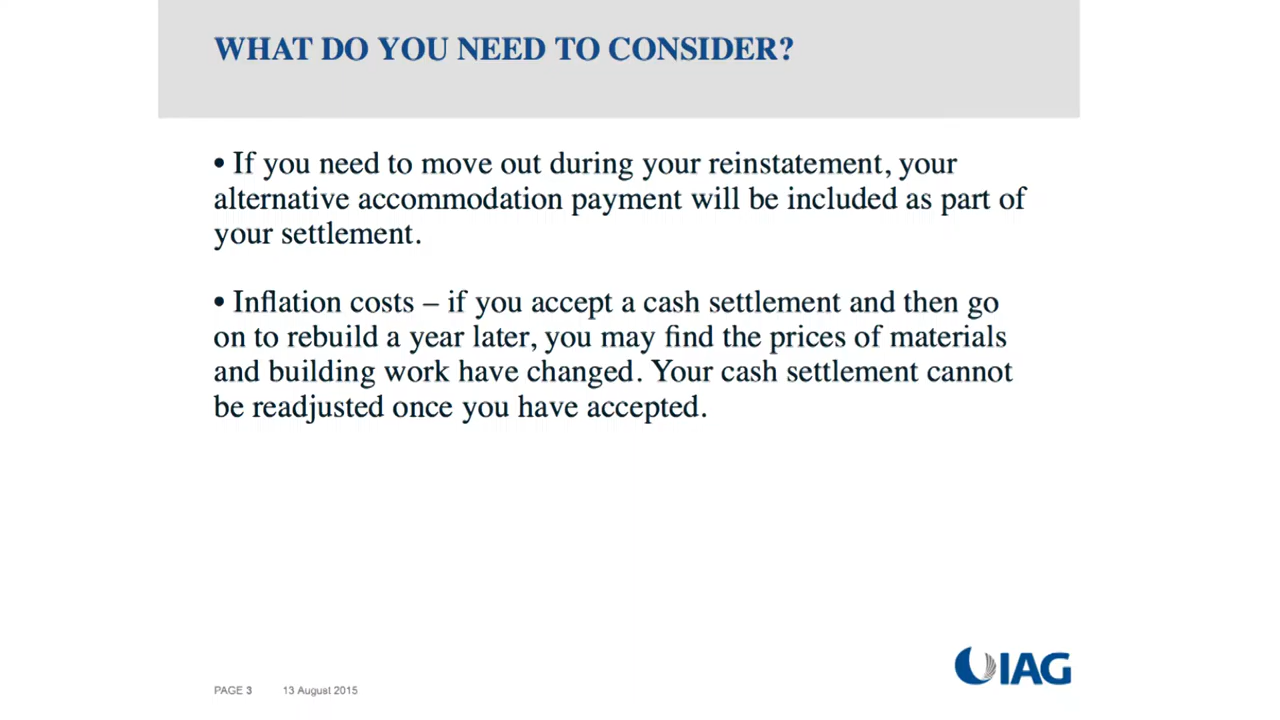 WHAT DO YOU NEED TO CONSIDER?
• If you need to move out during your reinstatement, your
alternative accommodation payment will be included as part of
your settlement.
• Inflation costs – if you accept a cash settlement and then go
on to rebuild a year later, you may find the prices of materials
and building work have changed. Your cash settlement cannot
be readjusted once you have accepted.
IAG
PAGE 3 13 August 2015